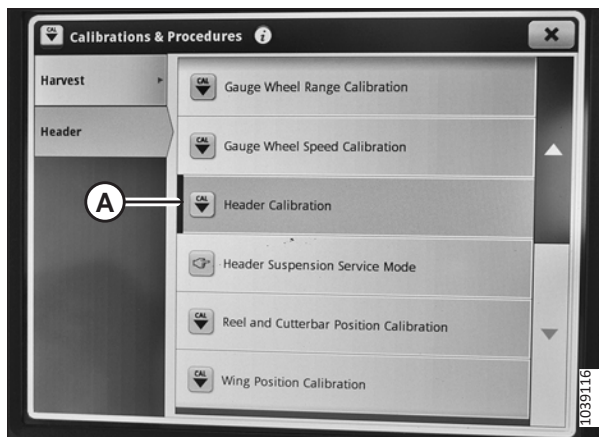 CAL Calibrations & Procedures i
Harvest
Header
CAL Gauge Wheel Range Calibration
CAL Gauge Wheel Speed Calibration
A
CAL Header Calibration
Header Suspension Service Mode
CAL Reel and Cutterbar Position Calibration
CAL Wing Position Calibration
1039116